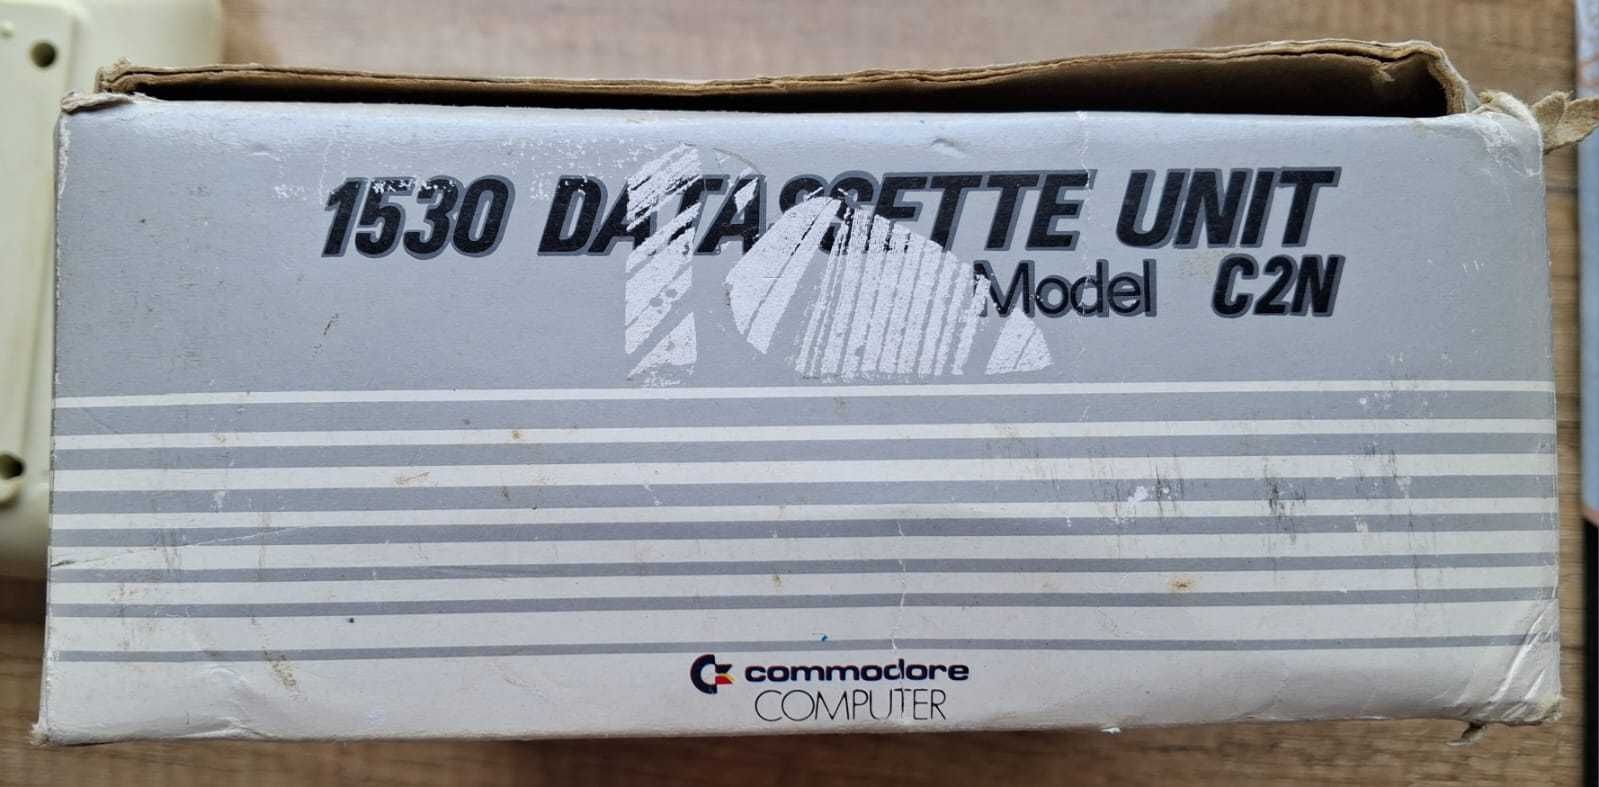 1530 DATASSETTE UNIT
Model C2N
commodore
COMPUTER